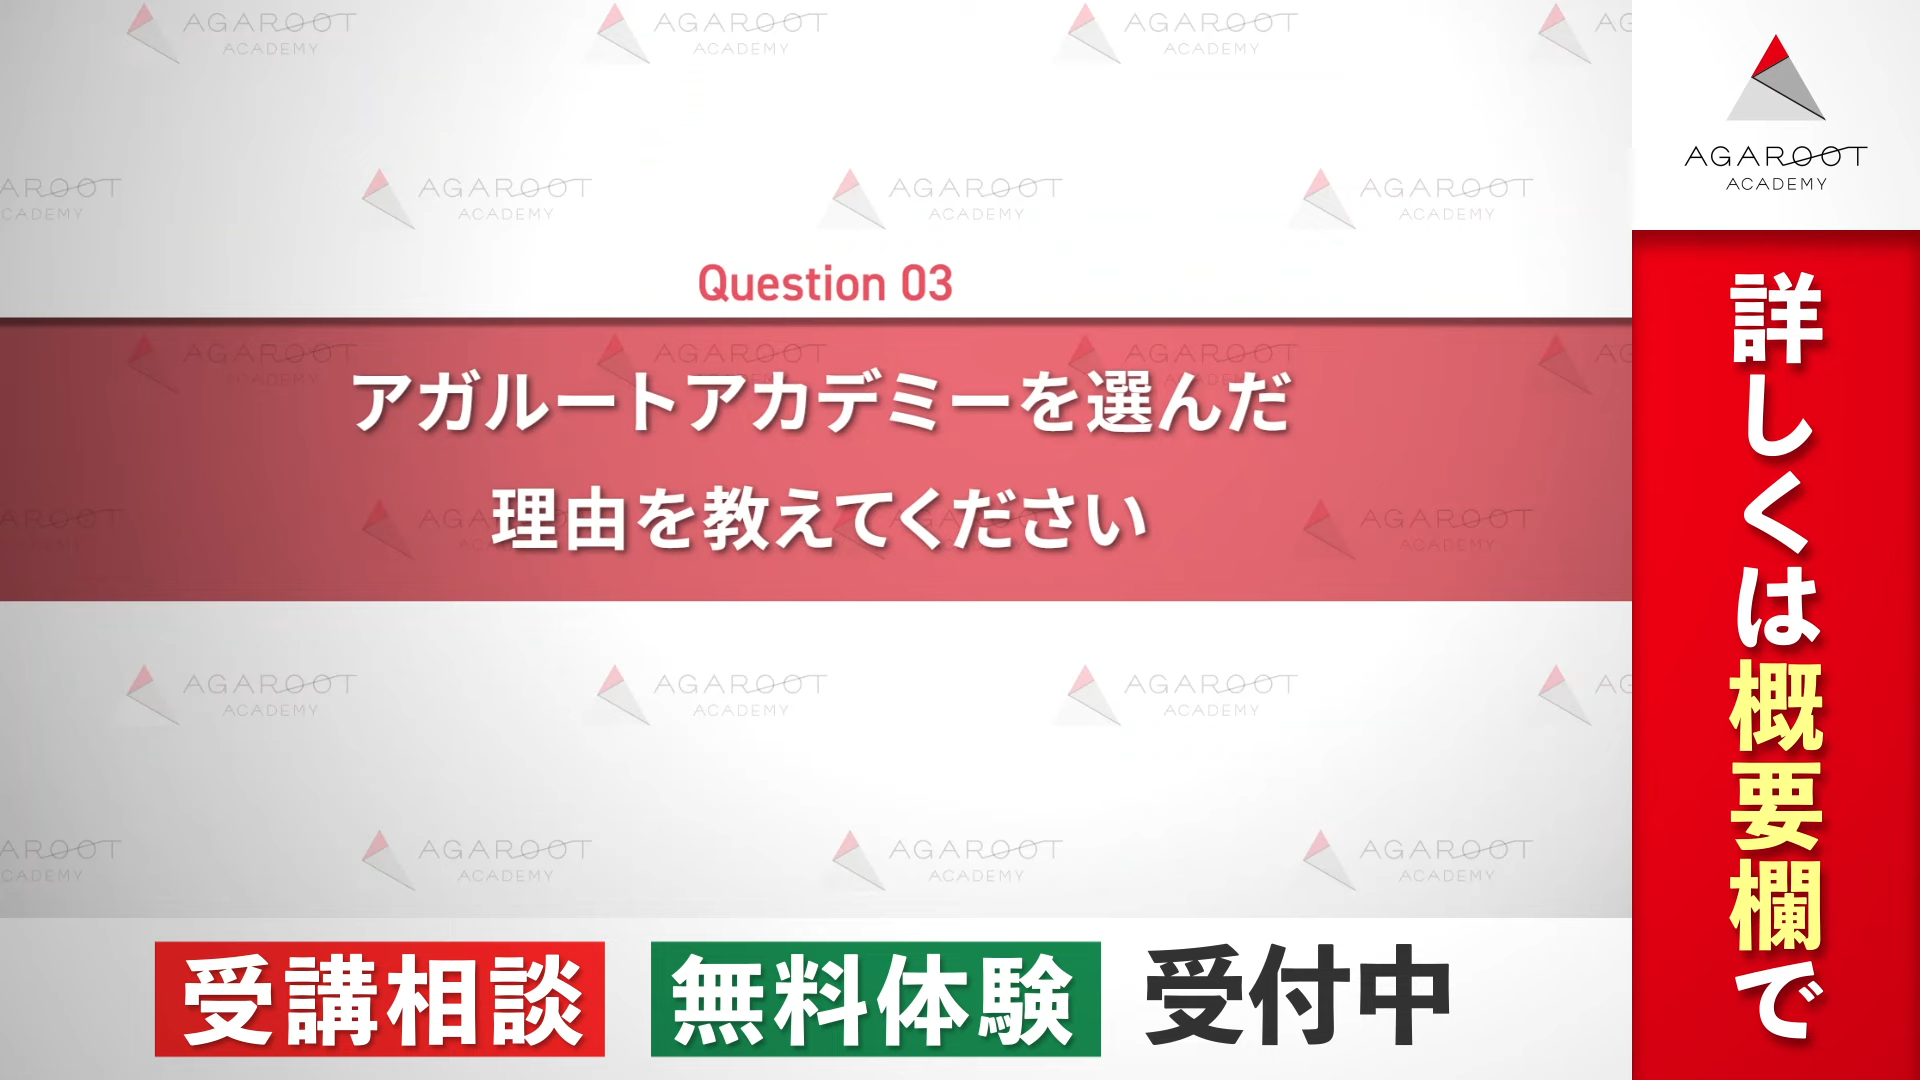 AGAROOT
ACADEMY
Question 03
アガルートアカデミーを選んだ
理由を教えてください
詳しくは概要欄で
受講相談
無料体験
受付中